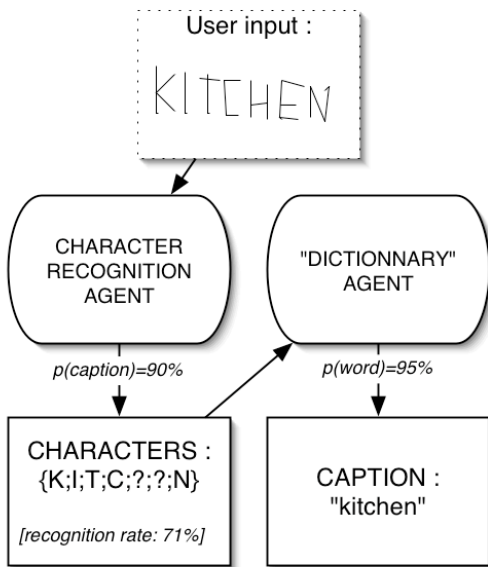 User input :
KITCHEN
CHARACTER
RECOGNITION
AGENT
"DICTIONNARY"
AGENT
p(caption)=90%
p(word)=95%
CHARACTERS :
{K;I;T;C;?;?;N}
[recognition rate: 71%]
CAPTION :
"kitchen"